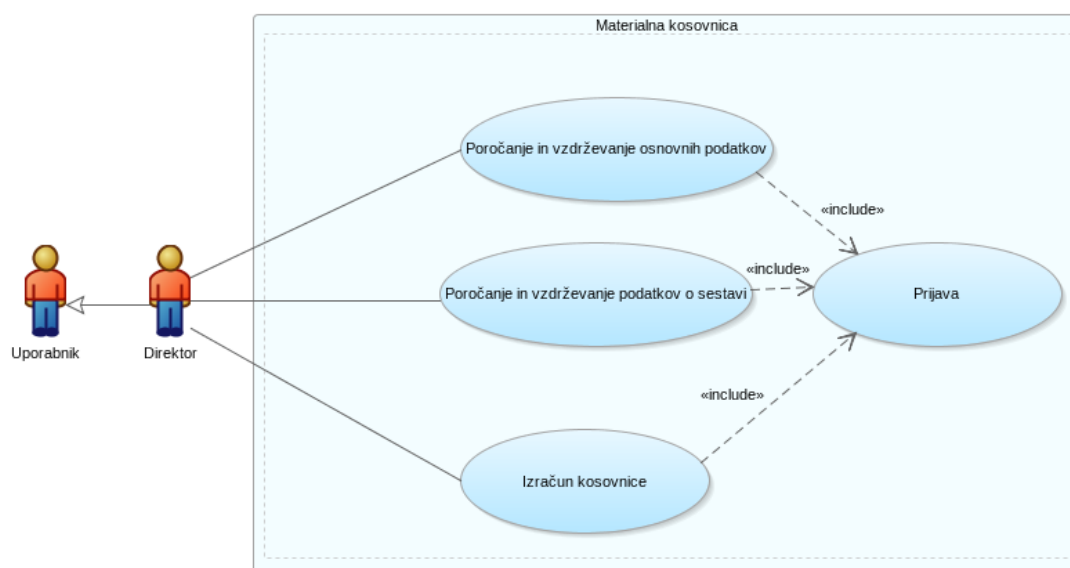 Materialna kosovnica
Poročanje in vzdrževanje osnovnih podatkov
«include»
Poročanje in vzdrževanje podatkov o sestavi
«include»
Prijava
Uporabnik
Direktor
«include»
Izračun kosovnice